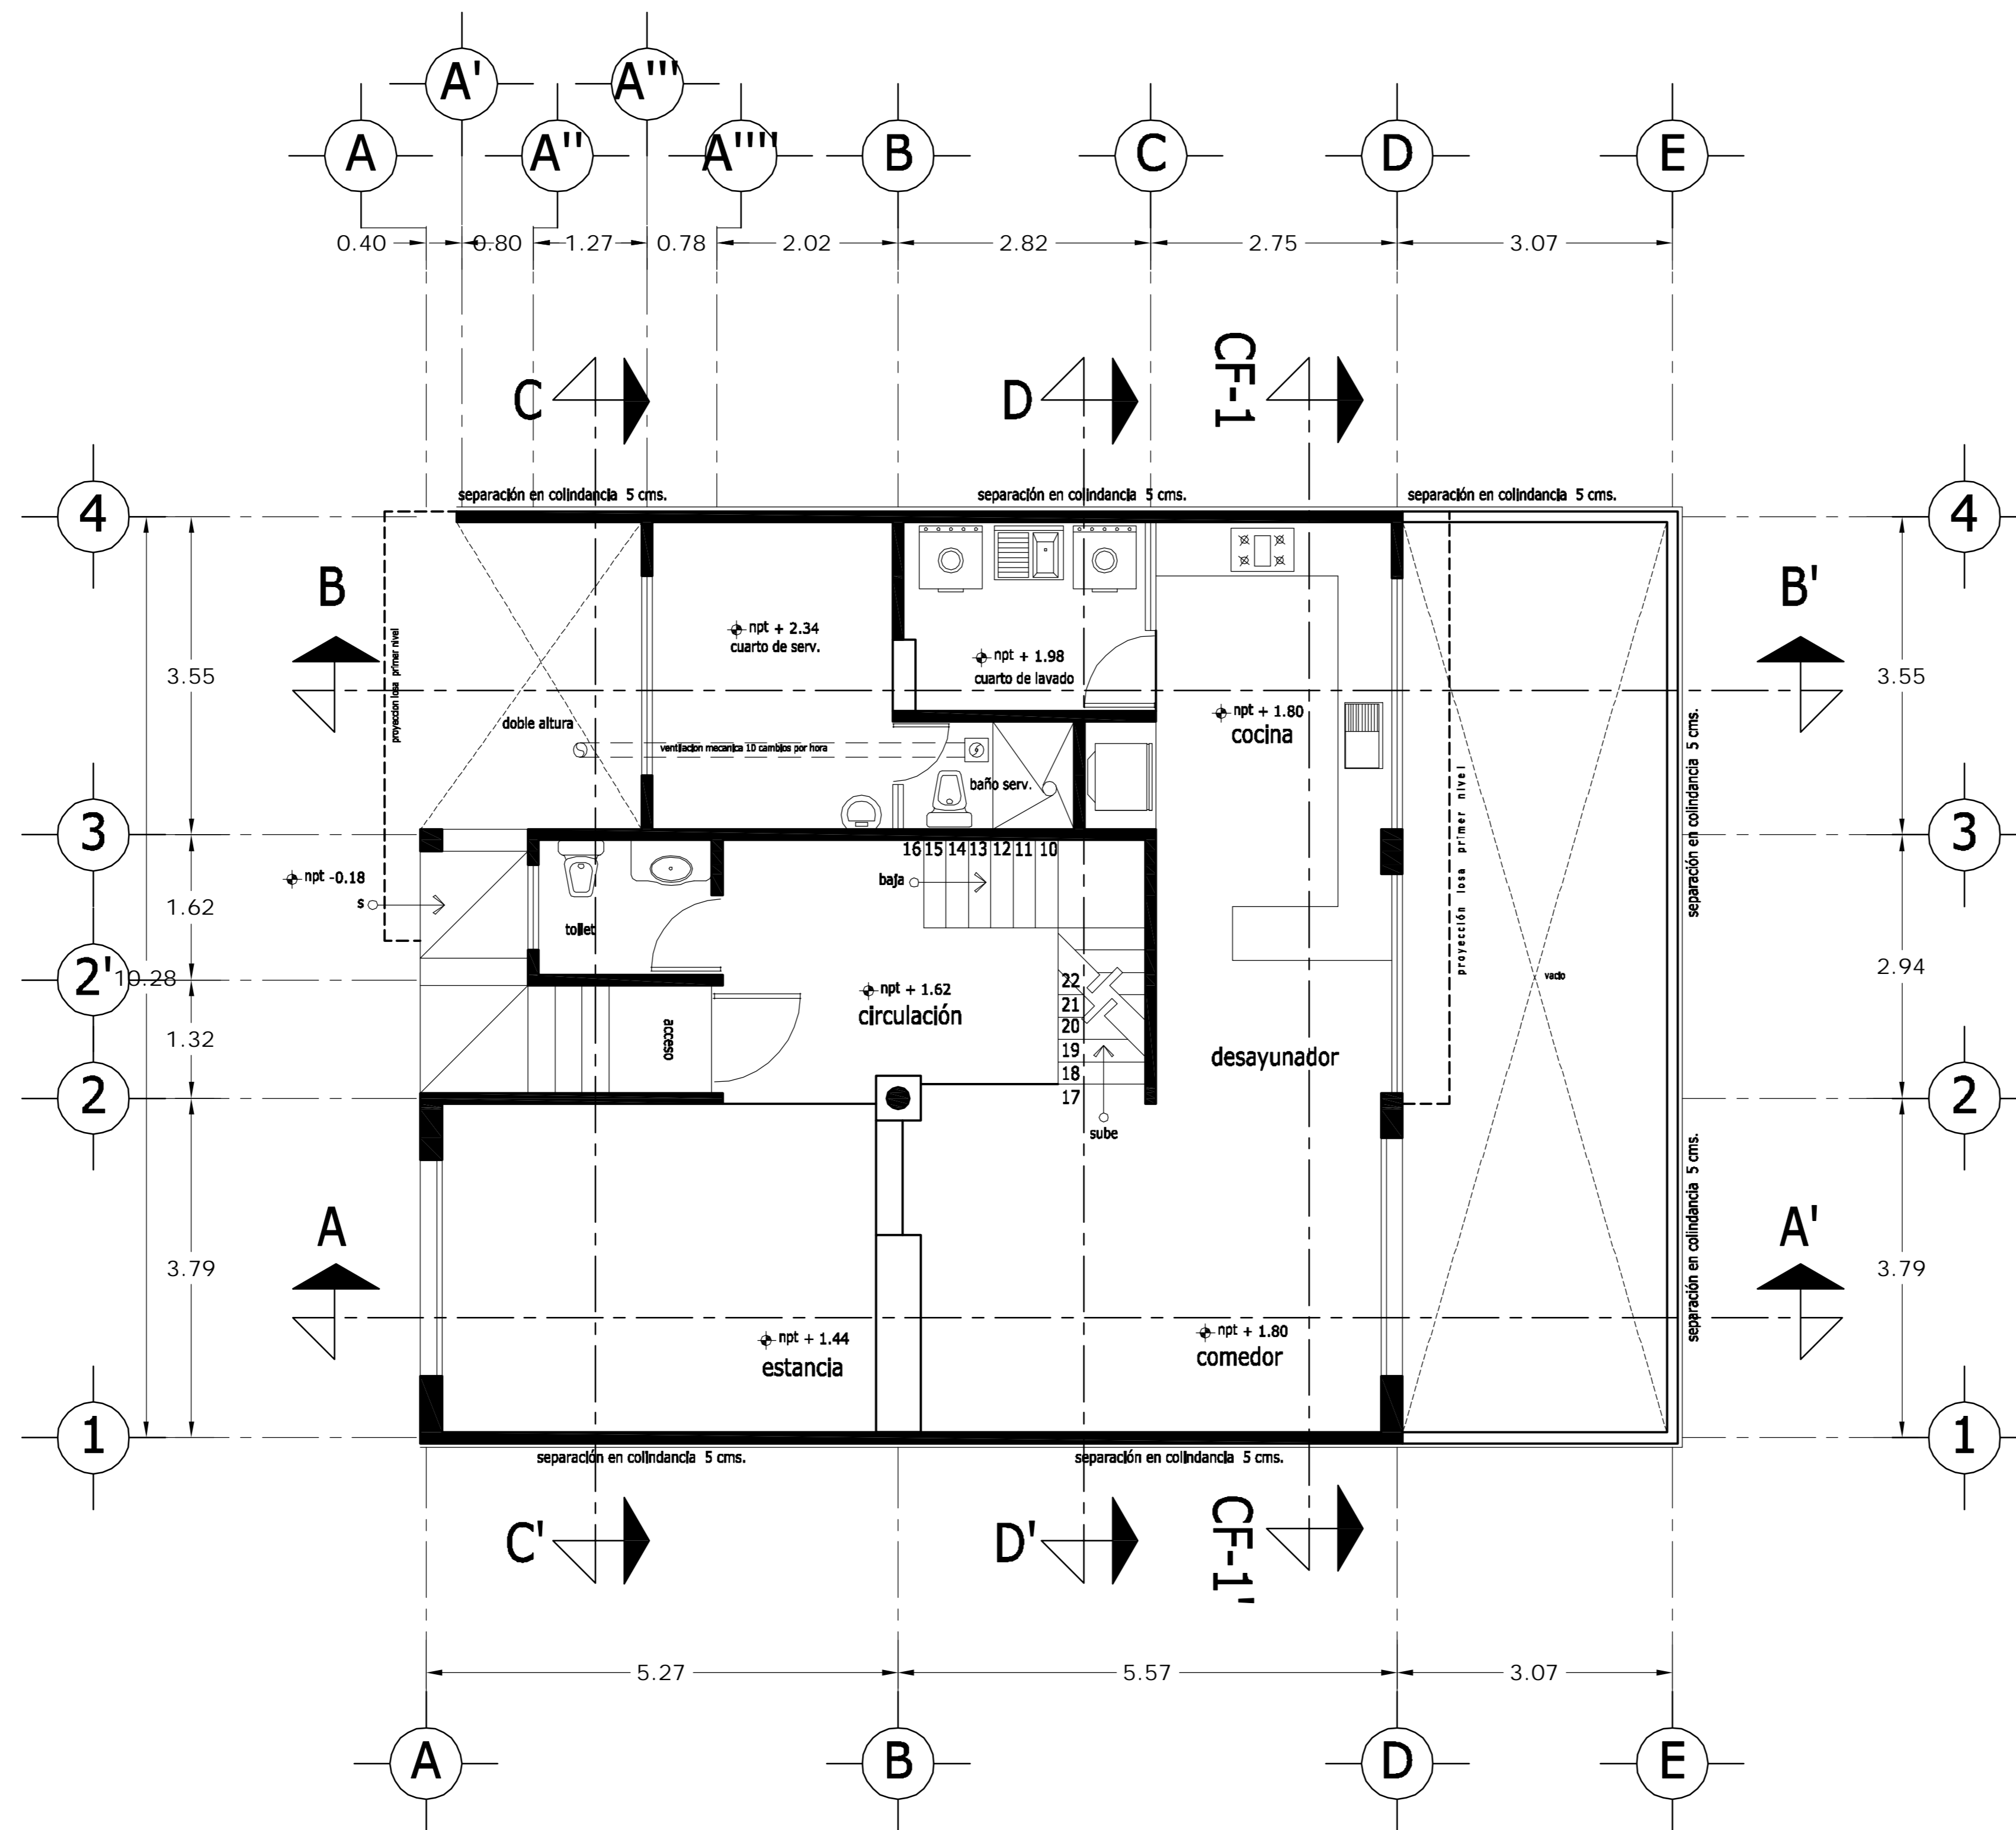 A'
A'''
A
A''
A''''
B
C
D
E
0.40
0.80
1.27
0.78
2.02
2.82
2.75
3.07
C
D
CF-1
separación en colindancia 5 cms.
separación en colindancia 5 cms.
separación en colindancia 5 cms.
4
4
B
B'
proyeccion losa primer nivel
npt + 2.34
cuarto de serv.
npt + 1.98
cuarto de lavado
3.55
3.55
doble altura
ventilacion mecanica 10 cambios por hora
npt + 1.80
cocina
baño serv.
separación en colindancia 5 cms.
proyección losa primer nivel
3
3
16 15 14 13 12 11 10
npt -0.18
s
baja
1.62
toilet
2'
10.28
22
21
20
19
18
17
npt + 1.62
circulación
vacio
2.94
1.32
acceso
desayunador
2
2
sube
separación en colindancia 5 cms.
A
A'
3.79
3.79
npt + 1.44
estancia
npt + 1.80
comedor
1
1
separación en colindancia 5 cms.
separación en colindancia 5 cms.
C'
D'
CF-1'
5.27
5.57
3.07
A
B
D
E